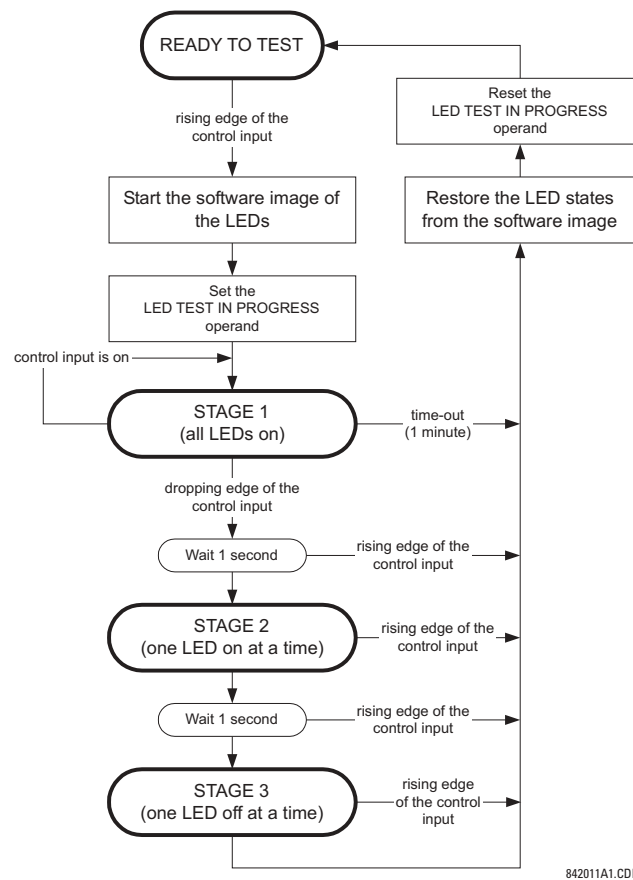 READY TO TEST
rising edge of the
control input
Start the software image of
the LEDs
Set the
LED TEST IN PROGRESS
operand
control input is on
STAGE 1
(all LEDs on)
time-out
(1 minute)
dropping edge of the
control input
Wait 1 second
rising edge of the
control input
STAGE 2
(one LED on at a time)
rising edge of the
control input
Wait 1 second
rising edge of the
control input
STAGE 3
(one LED off at a time)
rising edge
of the control
input
Restore the LED states
from the software image
Reset the
LED TEST IN PROGRESS
operand
842011A1.CD